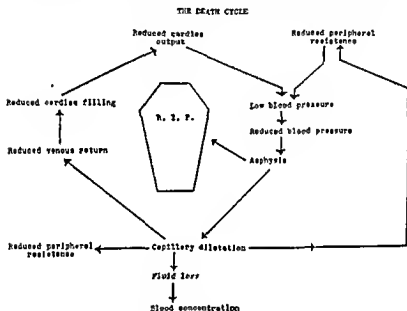 THE DEATH CYCLE
Reduced cardiac
output
Reduced peripheral
resistance
Reduced cardiac filling
R. I. P.
Low blood pressure
Reduced blood pressure
Reduced venous return
Asphyxia
Reduced peripheral
resistance
Capillary dilatation
Fluid loss
Blood concentration